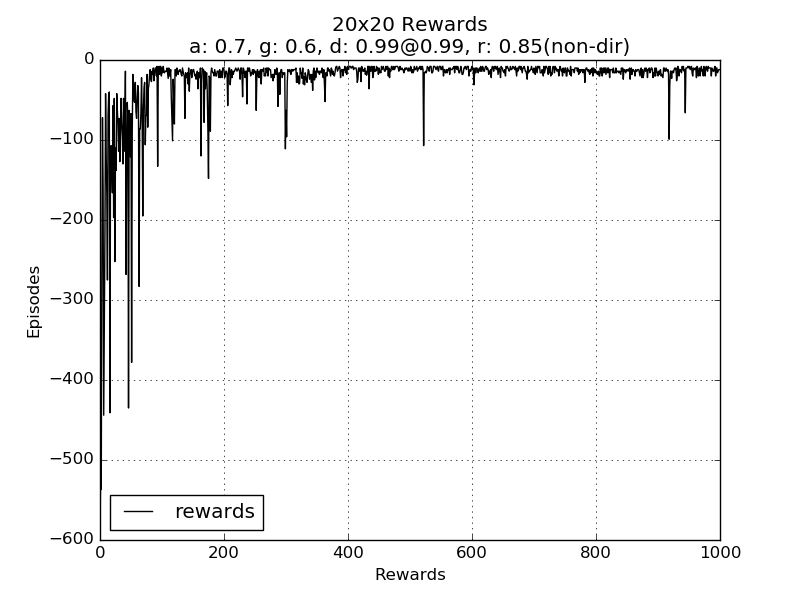 20x20 Rewards
a: 0.7, g: 0.6, d: 0.99@0.99, r: 0.85(non-dir)
0
−100
−200
−300
−400
−500
−600
Episodes
rewards
0 200 400 600 800 1000
Rewards